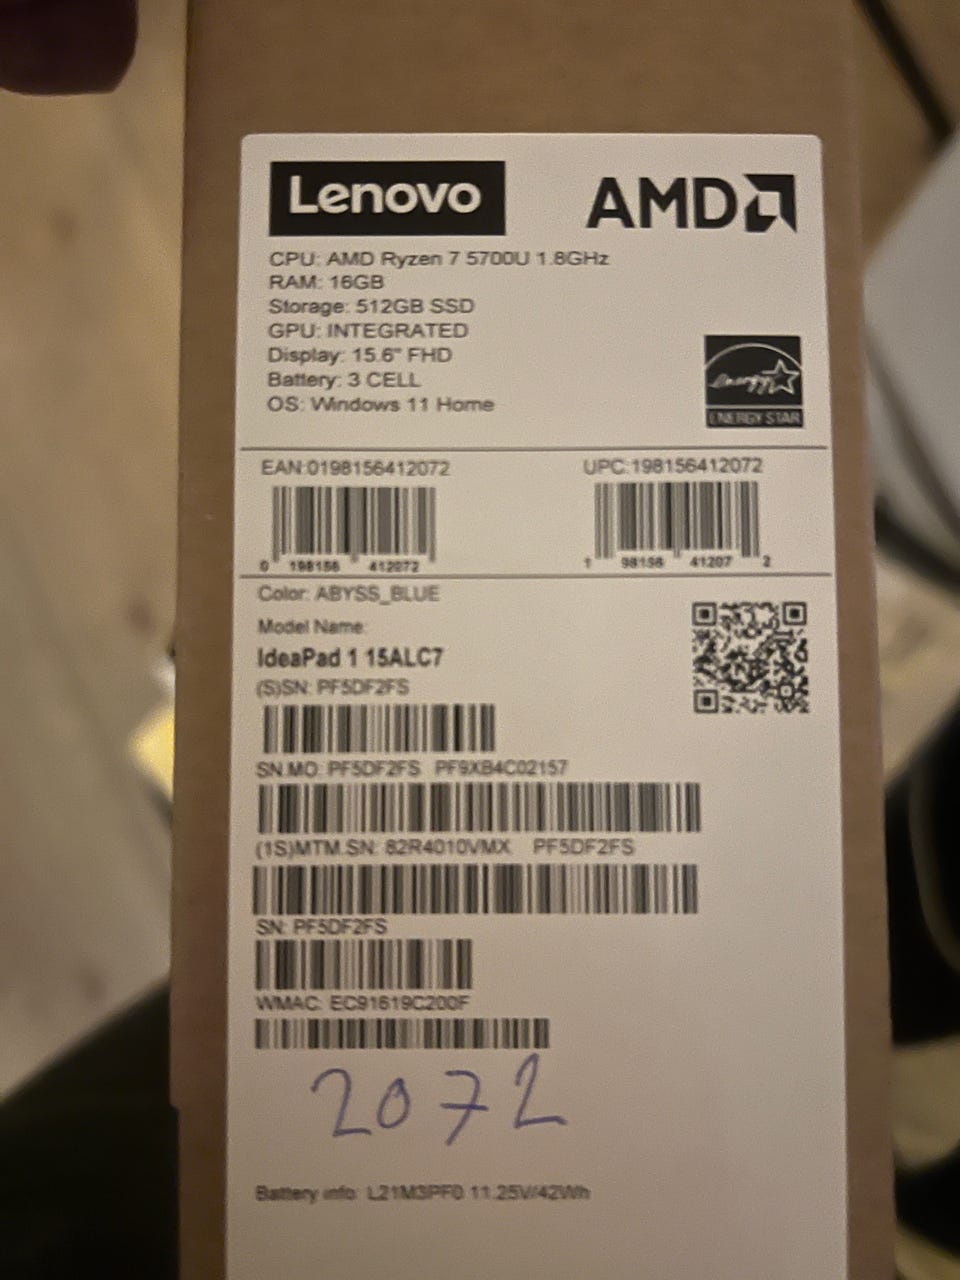 Lenovo AMD
CPU: AMD Ryzen 7 5700U 1.8GHz
RAM: 16GB
Storage: 512GB SSD
GPU: INTEGRATED
Display: 15.6" FHD
Battery: 3 CELL
OS: Windows 11 Home
energy
ENERGY STAR
EAN:0198156412072 UPC:198156412072
0 198156 412072 1 98156 41207 2
Color: ABYSS_BLUE
Model Name:
IdeaPad 1 15ALC7
(S)SN: PF5DF2FS
SN.MO: PF5DF2FS PF9XB4C02157
(1S)MTM.SN: 82R4010VMX PF5DF2FS
SN: PF5DF2FS
WMAC: EC91619C200F
2072
Battery info: L21M3PF0 11.25V/42Wh